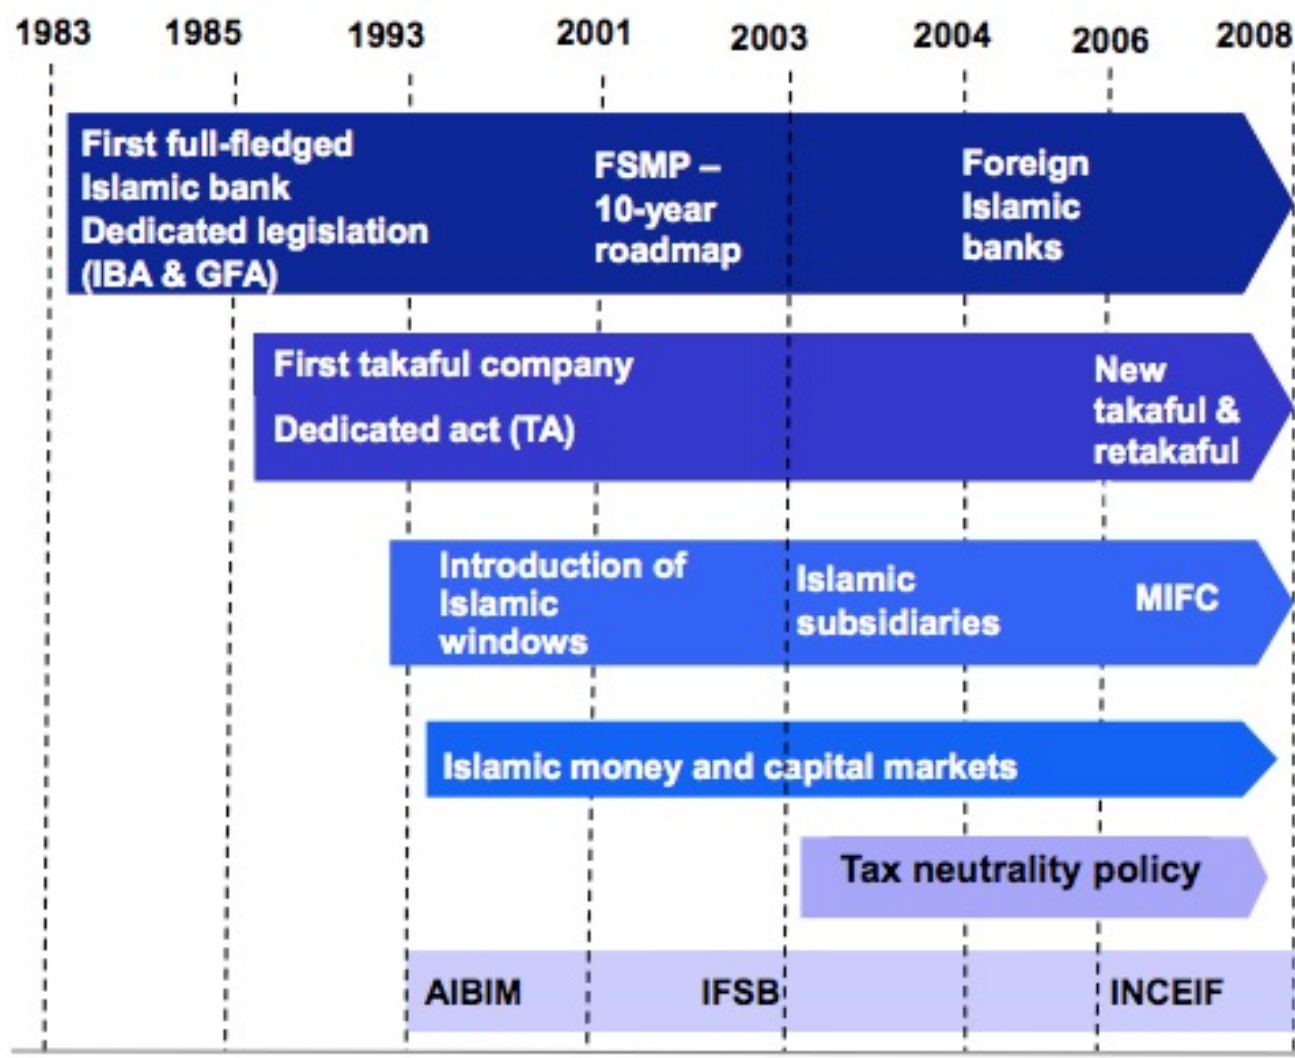 1983 1985 1993 2001 2003 2004 2006 2008
First full-fledged
Islamic bank
Dedicated legislation
(IBA & GFA)
FSMP –
10-year
roadmap
Foreign
Islamic
banks
First takaful company
Dedicated act (TA)
New
takaful &
retakaful
Introduction of
Islamic
windows
Islamic
subsidiaries
MIFC
Islamic money and capital markets
Tax neutrality policy
AIBIM IFSB INCEIF